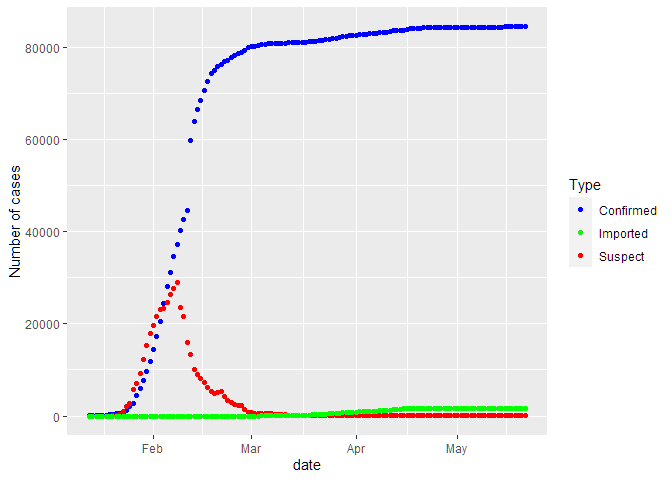 80000
60000
40000
20000
0
Number of cases
Feb Mar Apr May
date
Type
Confirmed
Imported
Suspect